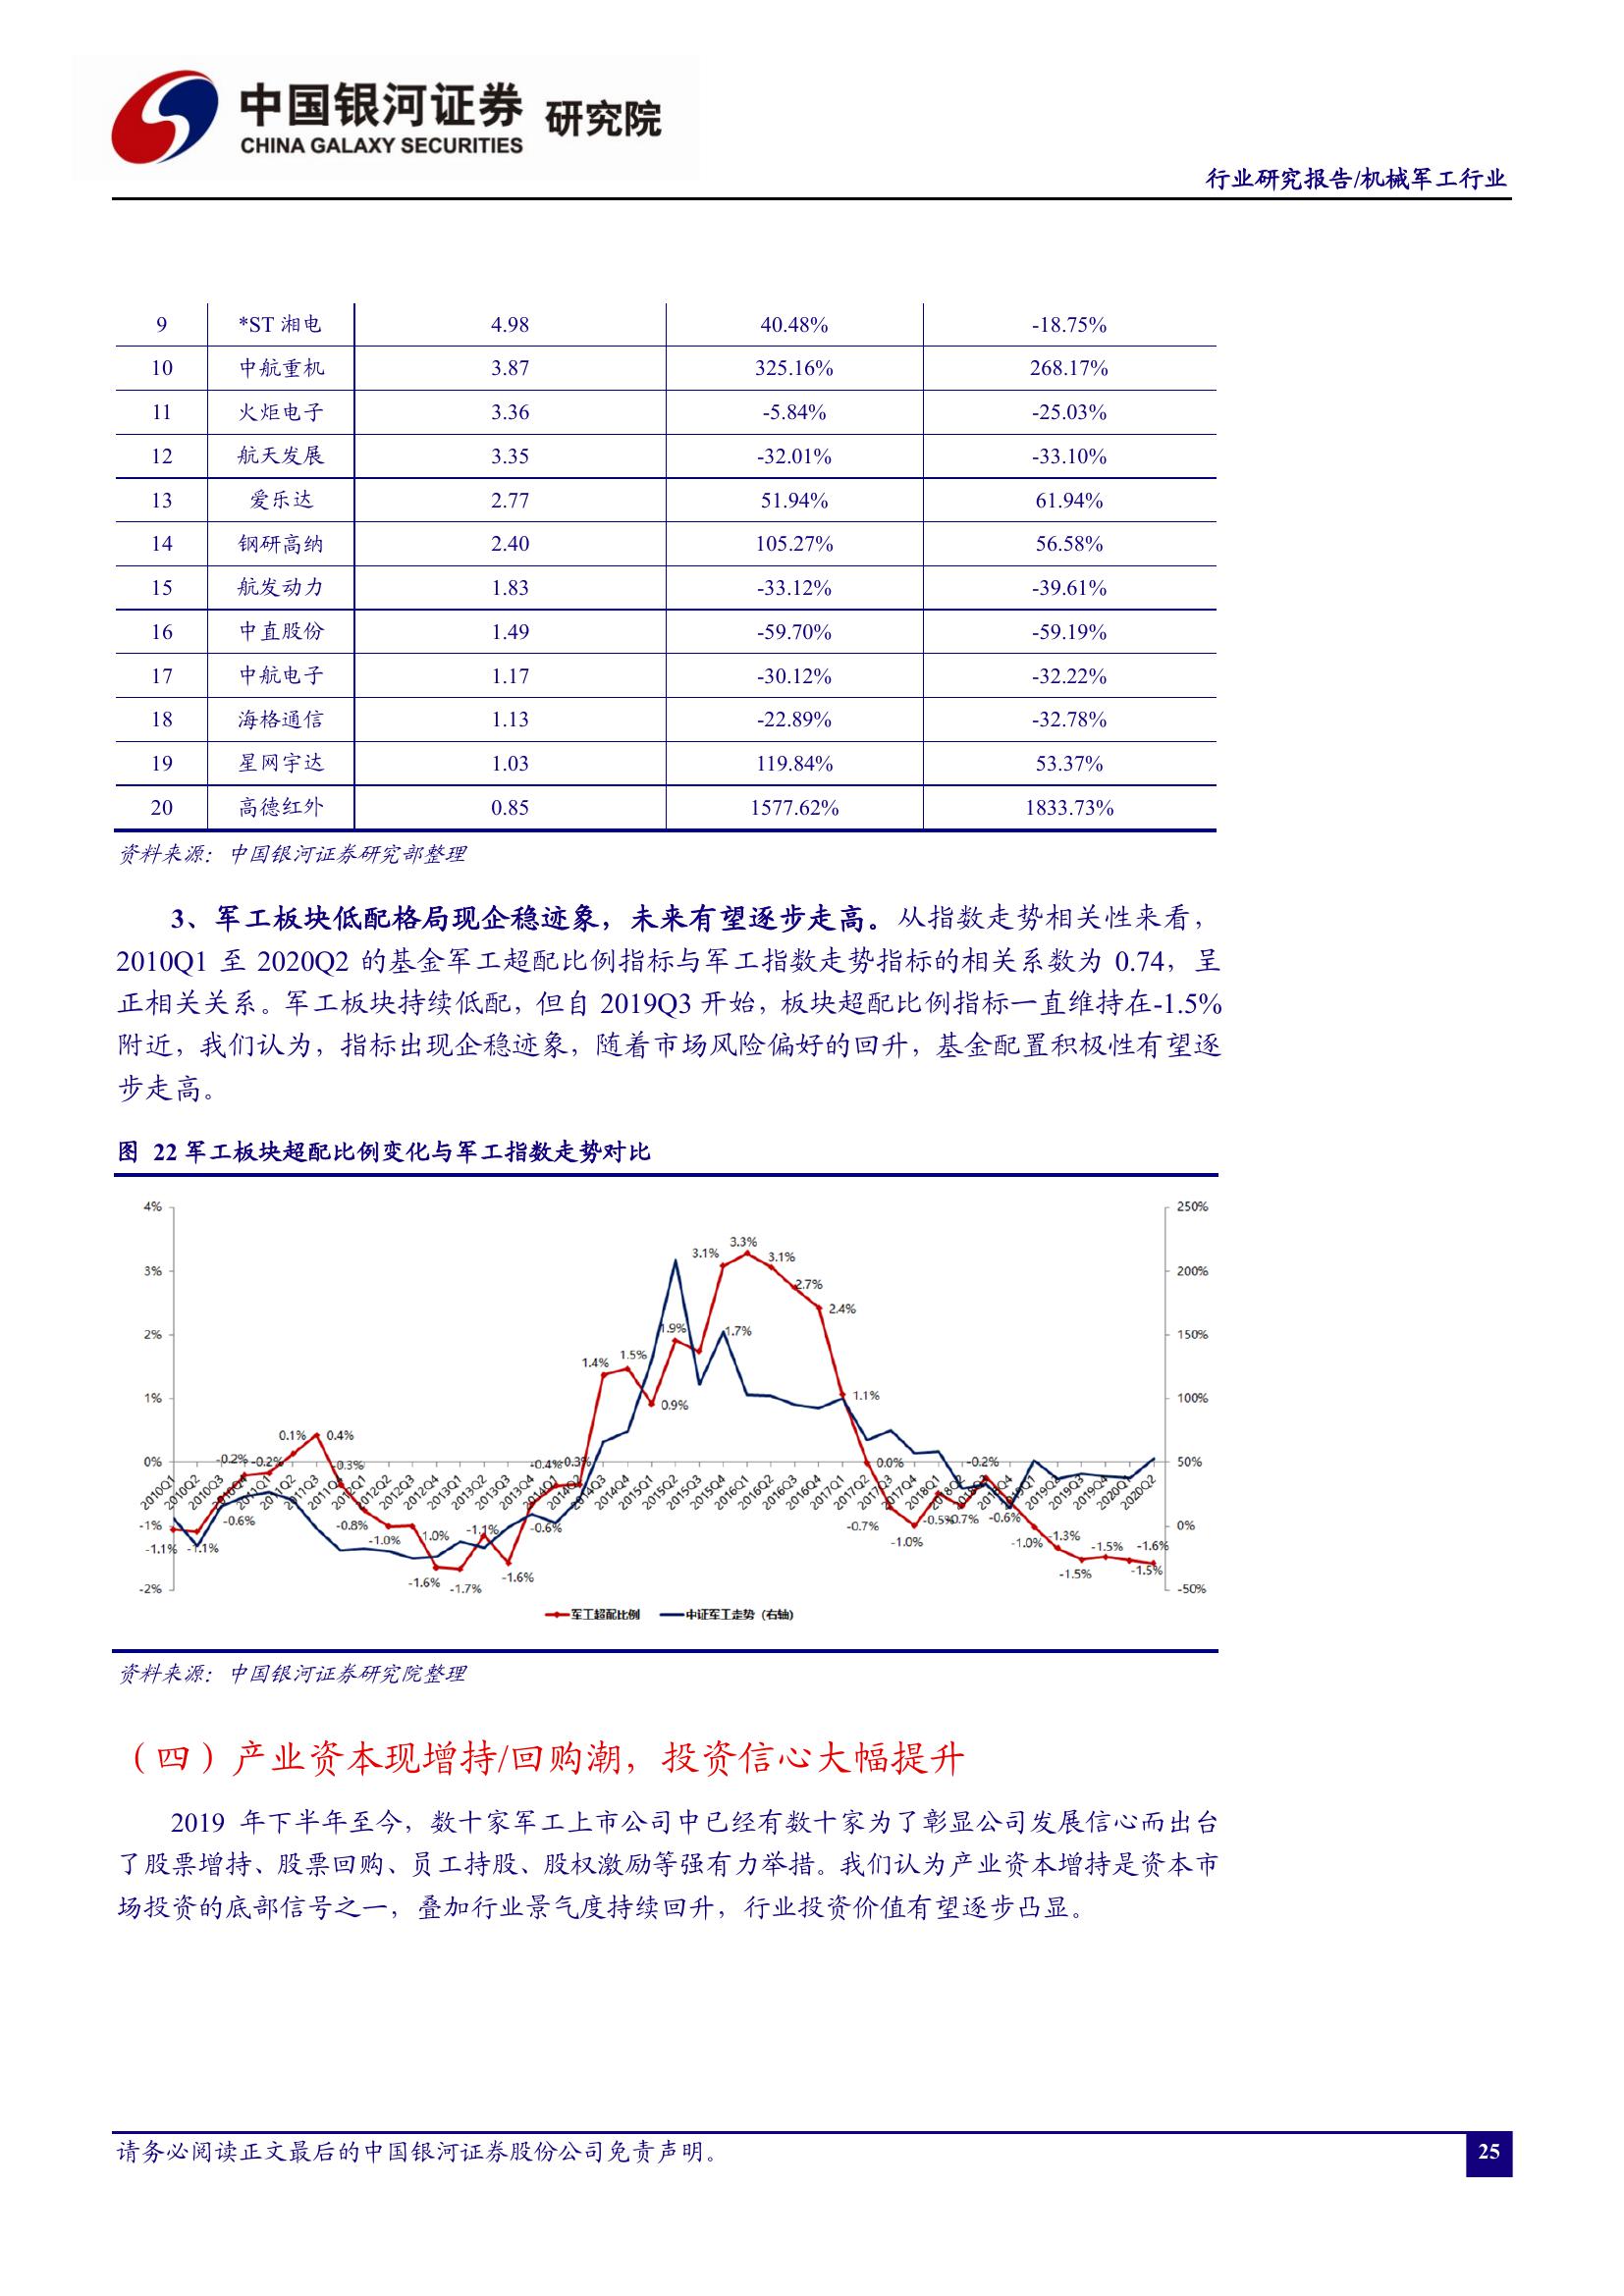 中国银河证券 研究院
CHINA GALAXY SECURITIES
行业研究报告/机械军工行业
9 *ST 湘电 4.98 40.48% -18.75%
10 中航重机 3.87 325.16% 268.17%
11 火炬电子 3.36 -5.84% -25.03%
12 航天发展 3.35 -32.01% -33.10%
13 爱乐达 2.77 51.94% 61.94%
14 钢研高纳 2.40 105.27% 56.58%
15 航发动力 1.83 -33.12% -39.61%
16 中直股份 1.49 -59.70% -59.19%
17 中航电子 1.17 -30.12% -32.22%
18 海格通信 1.13 -22.89% -32.78%
19 星网宇达 1.03 119.84% 53.37%
20 高德红外 0.85 1577.62% 1833.73%
资料来源：中国银河证券研究部整理
3、军工板块低配格局现企稳迹象，未来有望逐步走高。从指数走势相关性来看，
2010Q1 至 2020Q2 的基金军工超配比例指标与军工指数走势指标的相关系数为 0.74，呈
正相关关系。军工板块持续低配，但自 2019Q3 开始，板块超配比例指标一直维持在-1.5%
附近，我们认为，指标出现企稳迹象，随着市场风险偏好的回升，基金配置积极性有望逐
步走高。
图 22 军工板块超配比例变化与军工指数走势对比
4% 250%
3.3%
3.1% 3.1%
3% 200%
2.7%
2.4%
1.9% 1.7%
2% 150%
1.4% 1.5%
0.9% 1.1%
1% 100%
0.1% 0.4%
-0.2% -0.2% -0.3% -0.4% -0.3% 0.0% -0.2%
0% 50%
2010Q1 2010Q2 2010Q3 2010Q4 2011Q1 2011Q2 2011Q3 2011Q4 2012Q1 2012Q2 2012Q3 2012Q4 2013Q1 2013Q2 2013Q3 2013Q4 2014Q1 2014Q2 2014Q3 2014Q4 2015Q1 2015Q2 2015Q3 2015Q4 2016Q1 2016Q2 2016Q3 2016Q4 2017Q1 2017Q2 2017Q3 2017Q4 2018Q1 2018Q2 2018Q3 2018Q4 2019Q1 2019Q2 2019Q3 2019Q4 2020Q1 2020Q2
-0.6% -0.8% -1.1% -0.6% -0.7% -0.5% -0.7% -0.6%
-1% 0%
-1.1% -1.1% -1.0% -1.0% -1.0% -1.0% -1.3% -1.5% -1.6%
-1.6% -1.7% -1.6% -1.5% -1.5%
-2% -50%
军工超配比例 中证军工走势（右轴）
资料来源：中国银河证券研究院整理
（四）产业资本现增持/回购潮，投资信心大幅提升
2019 年下半年至今，数十家军工上市公司中已经有数十家为了彰显公司发展信心而出台
了股票增持、股票回购、员工持股、股权激励等强有力举措。我们认为产业资本增持是资本市
场投资的底部信号之一，叠加行业景气度持续回升，行业投资价值有望逐步凸显。
请务必阅读正文最后的中国银河证券股份公司免责声明。
25